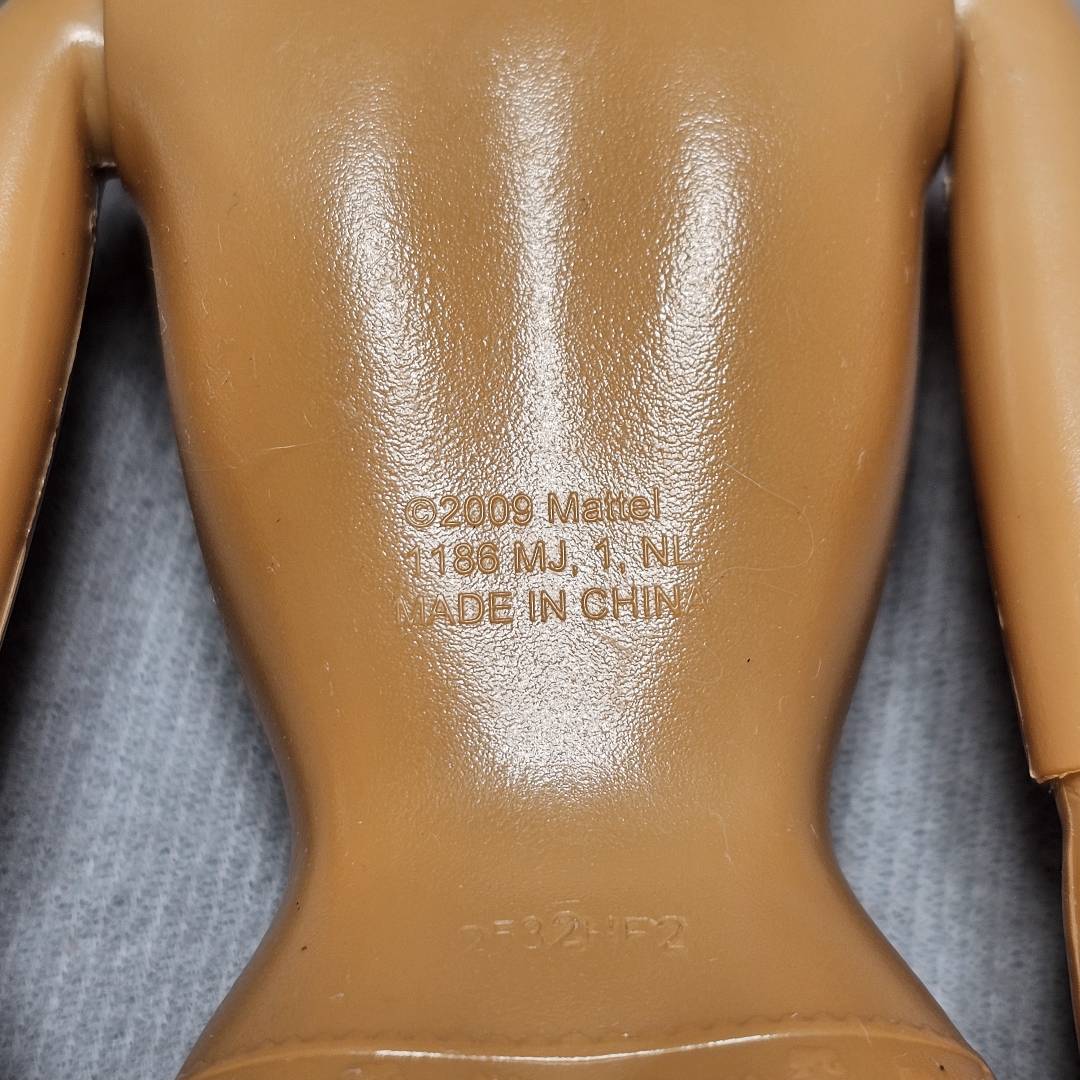 ©2009 Mattel
1186 MJ, 1, NL
MADE IN CHINA